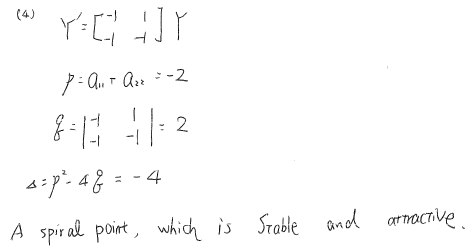 (4) Y' = [-1 1 -1 -1] Y
p = a₁₁ + a₂₂ = -2
q = |-1 1 -1 -1| = 2
Δ = p² - 4q = -4
A spiral point, which is stable and attractive.